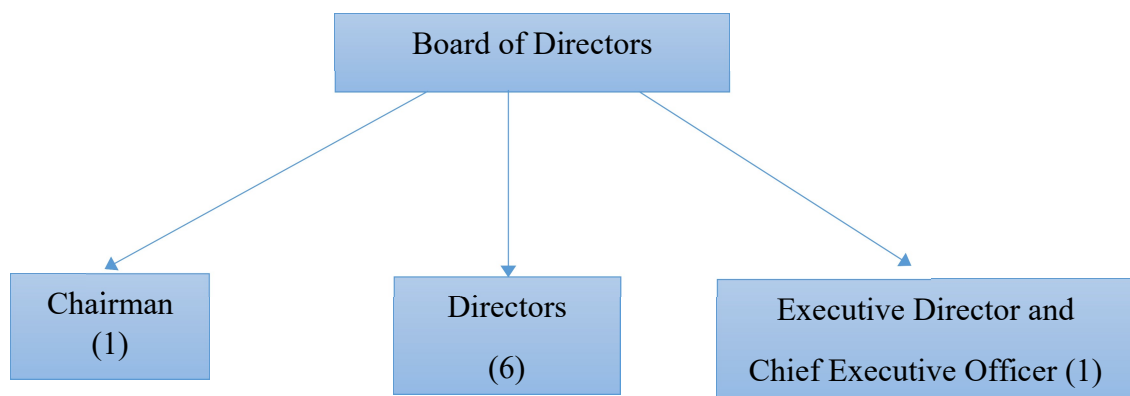 Board of Directors
Chairman
(1)
Directors
(6)
Executive Director and
Chief Executive Officer (1)